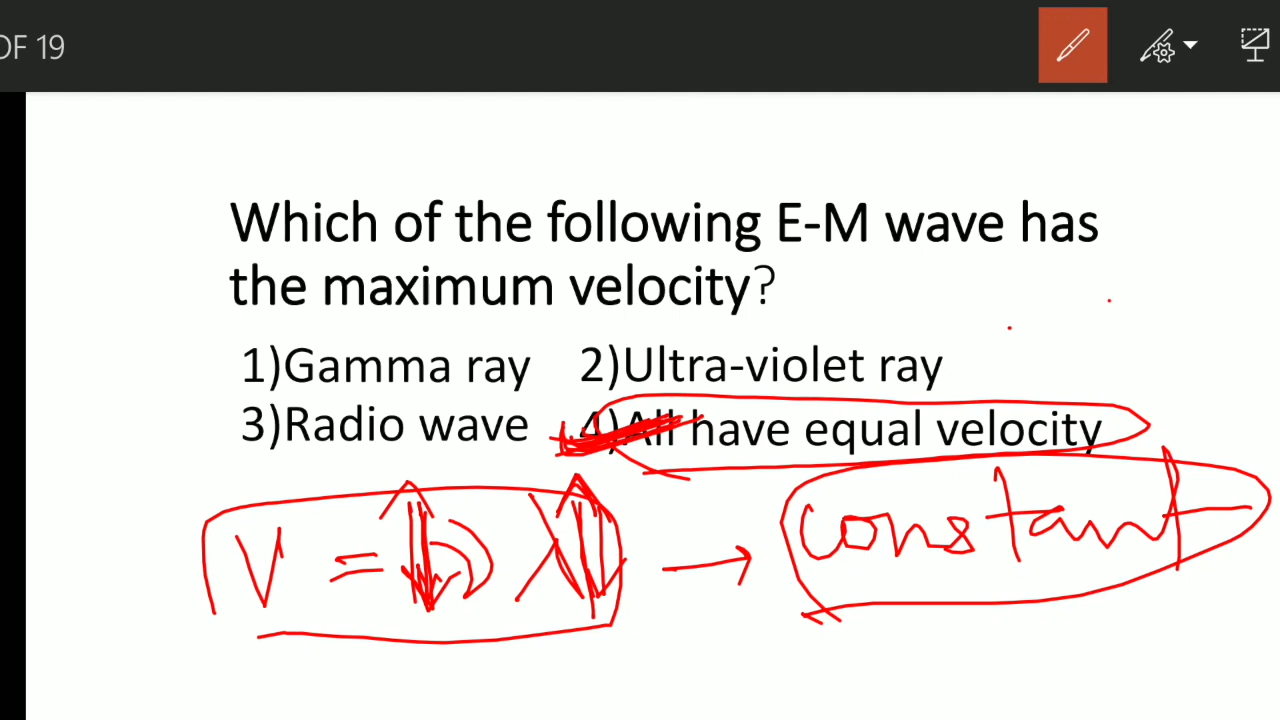 OF 19
Which of the following E-M wave has
the maximum velocity?
1)Gamma ray 2)Ultra-violet ray
3)Radio wave 4)All have equal velocity
V = λ → constant